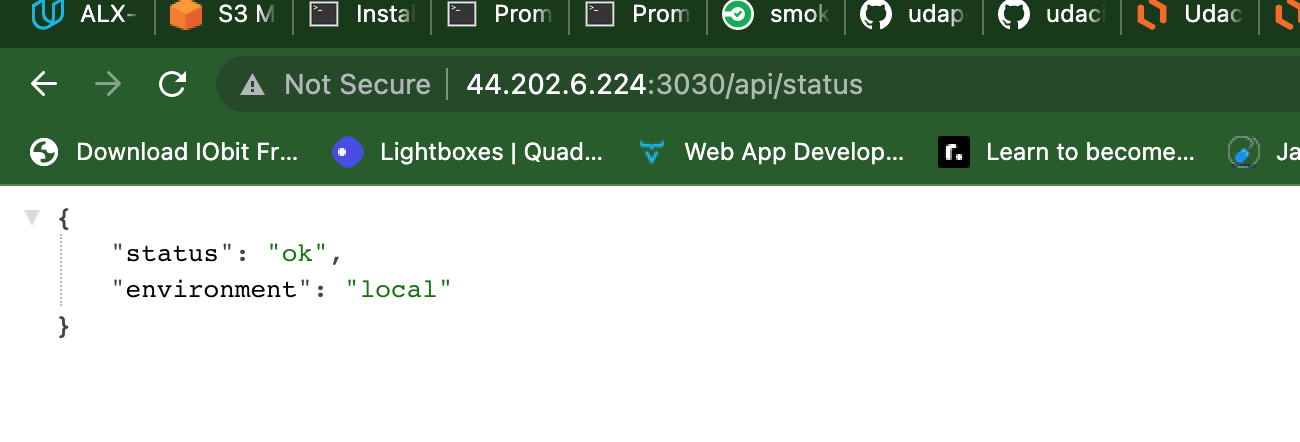 ALX- S3 M Instal Prom Prom smok udap udaci Udac
Not Secure 44.202.6.224:3030/api/status
Download IObit Fr... Lightboxes | Quad... Web App Develop... r. Learn to become... Ja
{
"status": "ok",
"environment": "local"
}